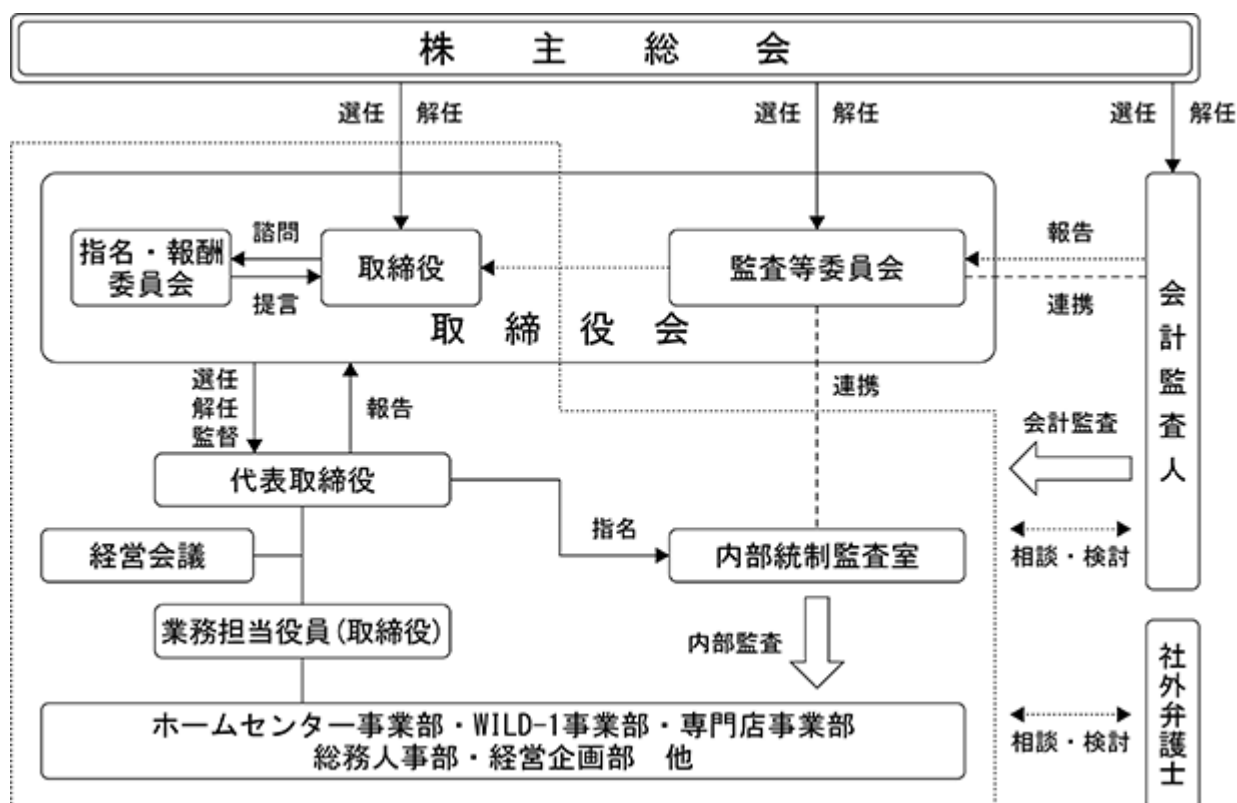 株主総会
選任 解任
選任 解任
選任 解任
指名・報酬
委員会
諮問
提言
取締役
監査等委員会
報告
連携
取締役会
会計監査人
選任
解任
監督
報告
連携
会計監査
代表取締役
指名
経営会議
内部統制監査室
相談・検討
業務担当役員(取締役)
内部監査
社外弁護士
ホームセンター事業部・WILD-1事業部・専門店事業部
総務人事部・経営企画部 他
相談・検討